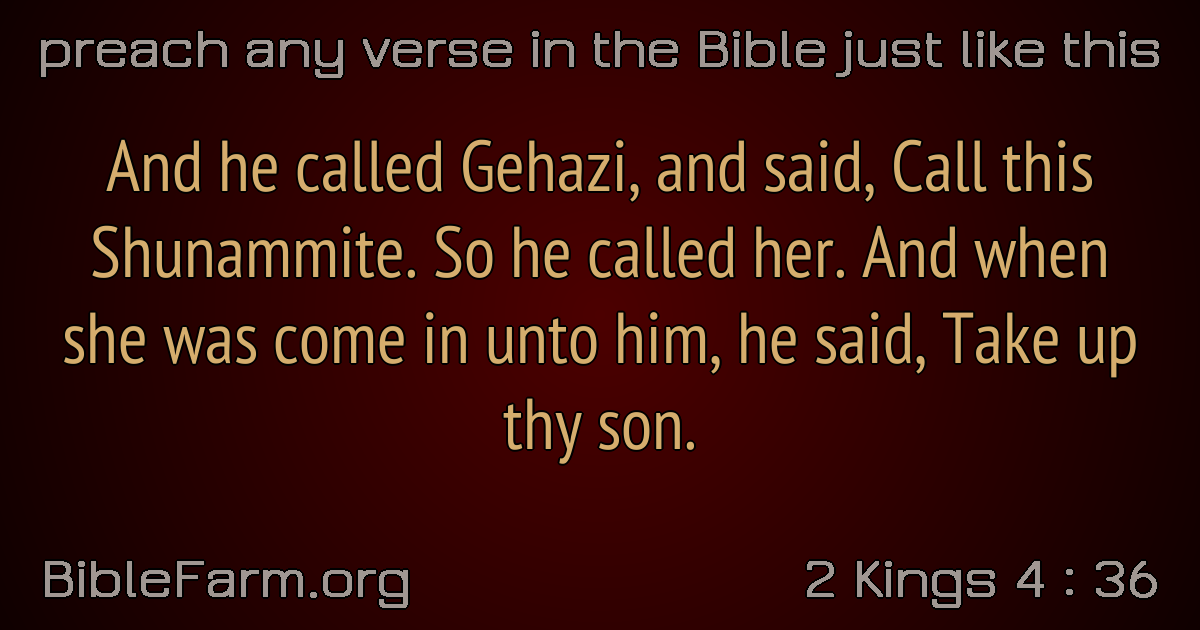 preach any verse in the Bible just like this
And he called Gehazi, and said, Call this
Shunammite. So he called her. And when
she was come in unto him, he said, Take up
thy son.
BibleFarm.org
2 Kings 4 : 36